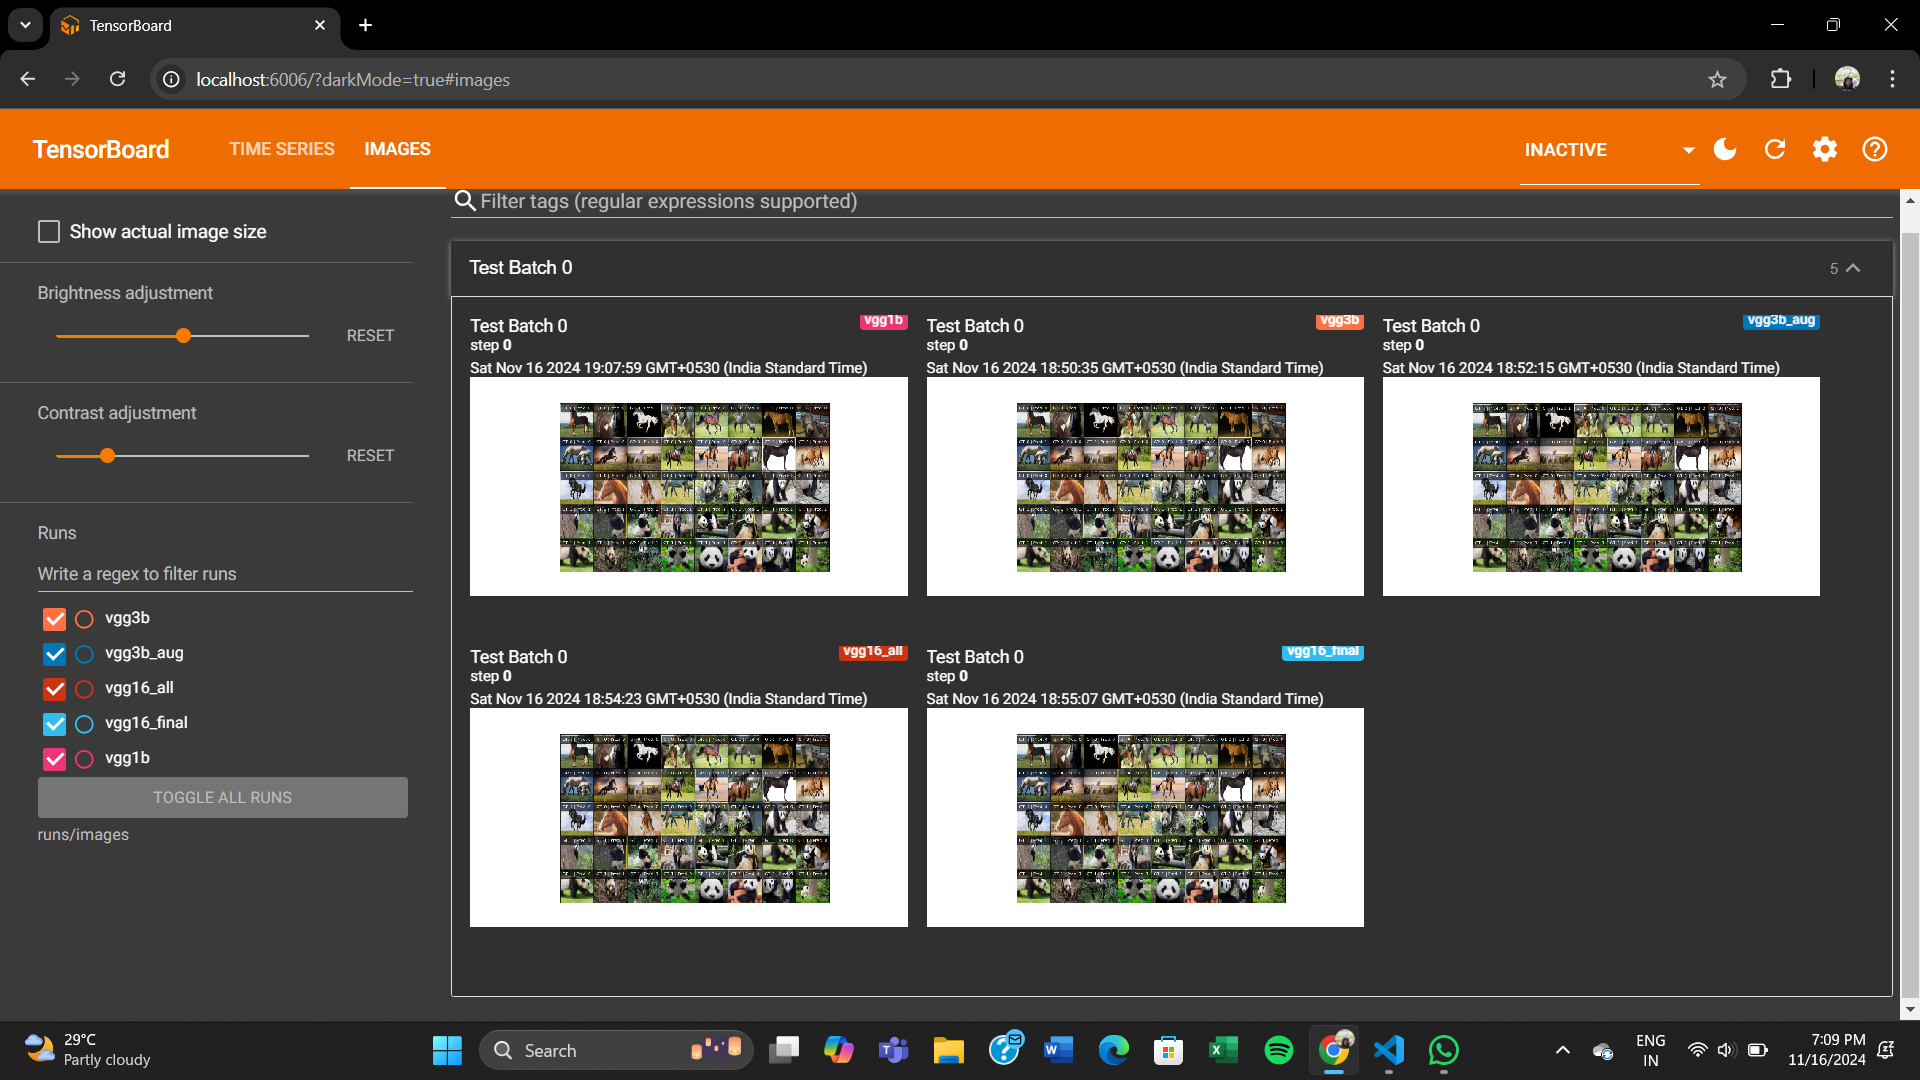 TensorBoard
localhost:6006/?darkMode=true#images
TensorBoard
TIME SERIES
IMAGES
INACTIVE
Show actual image size
Brightness adjustment
RESET
Contrast adjustment
RESET
Runs
Write a regex to filter runs
vgg3b
vgg3b_aug
vgg16_all
vgg16_final
vgg1b
TOGGLE ALL RUNS
runs/images
Filter tags (regular expressions supported)
Test Batch 0
5
Test Batch 0
vgg1b
step 0
Sat Nov 16 2024 19:07:59 GMT+0530 (India Standard Time)
Test Batch 0
vgg3b
step 0
Sat Nov 16 2024 18:50:35 GMT+0530 (India Standard Time)
Test Batch 0
vgg3b_aug
step 0
Sat Nov 16 2024 18:52:15 GMT+0530 (India Standard Time)
Test Batch 0
vgg16_all
step 0
Sat Nov 16 2024 18:54:23 GMT+0530 (India Standard Time)
Test Batch 0
vgg16_final
step 0
Sat Nov 16 2024 18:55:07 GMT+0530 (India Standard Time)
29°C
Partly cloudy
Search
ENG
IN
7:09 PM
11/16/2024